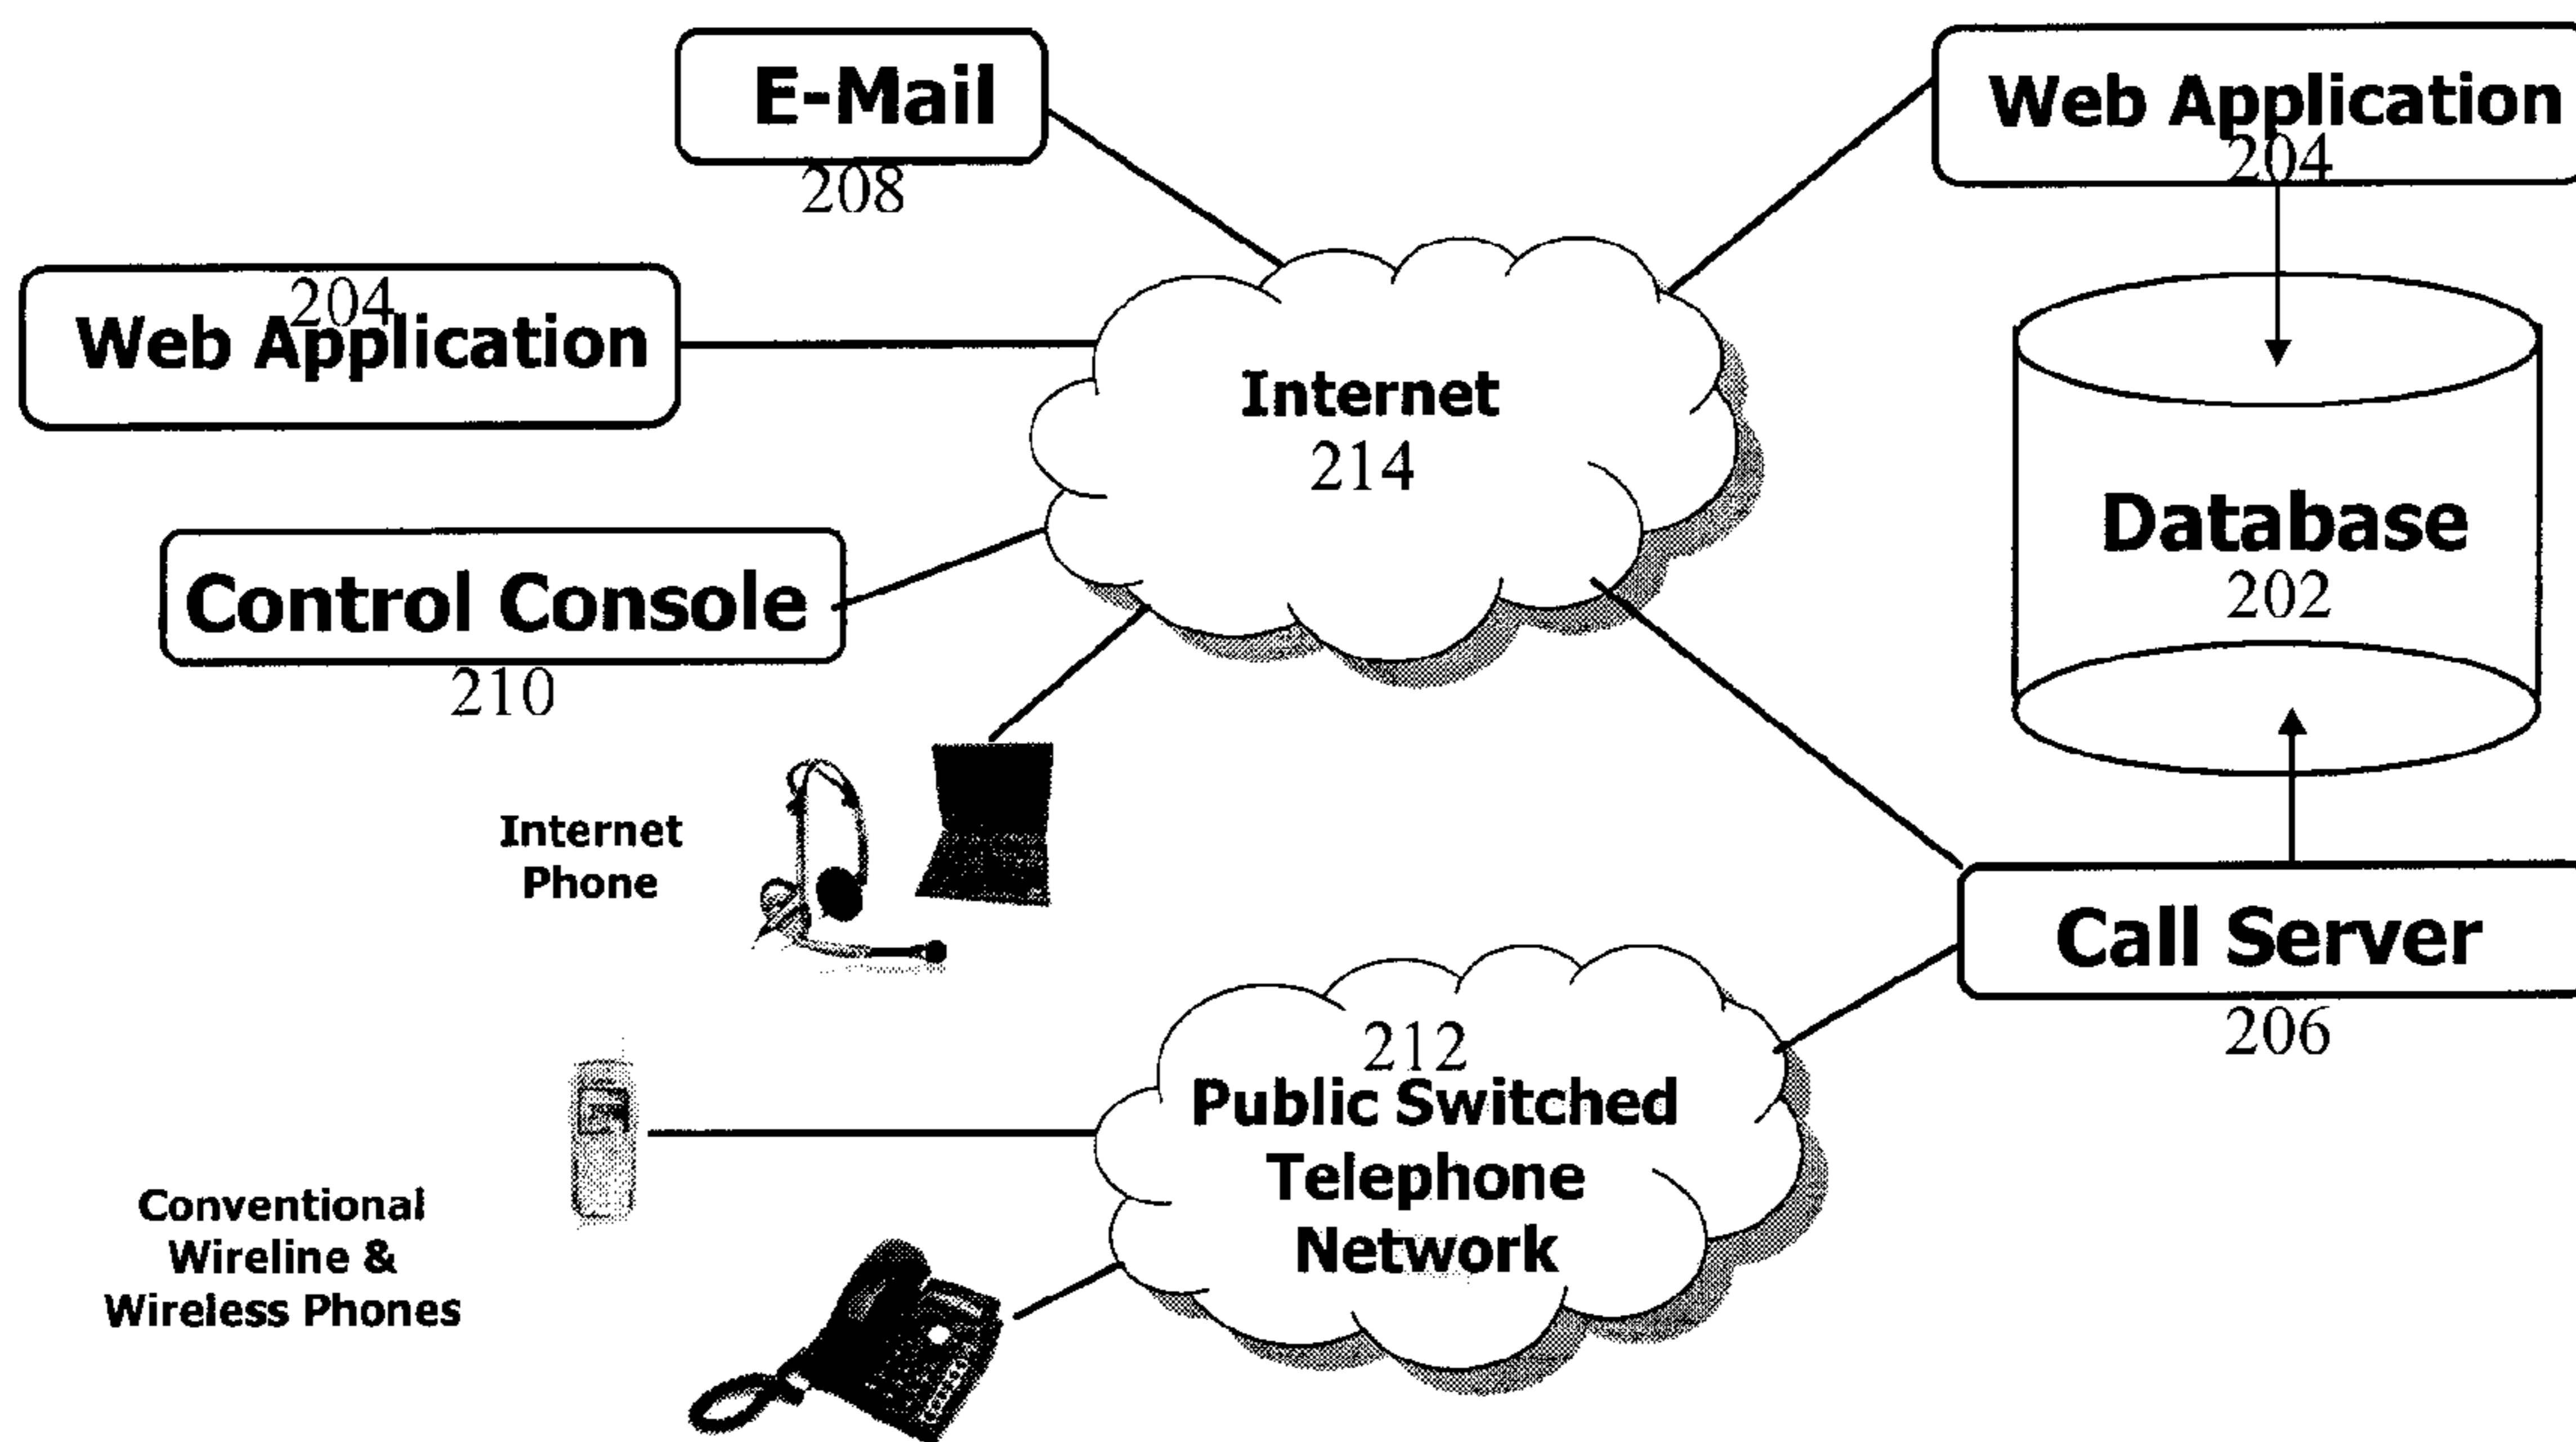 E-Mail
208
Web Application
204
204
Web Application
Internet
214
Database
202
Control Console
210
Internet
Phone
Call Server
206
212
Public Switched
Telephone
Network
Conventional
Wireline &
Wireless Phones